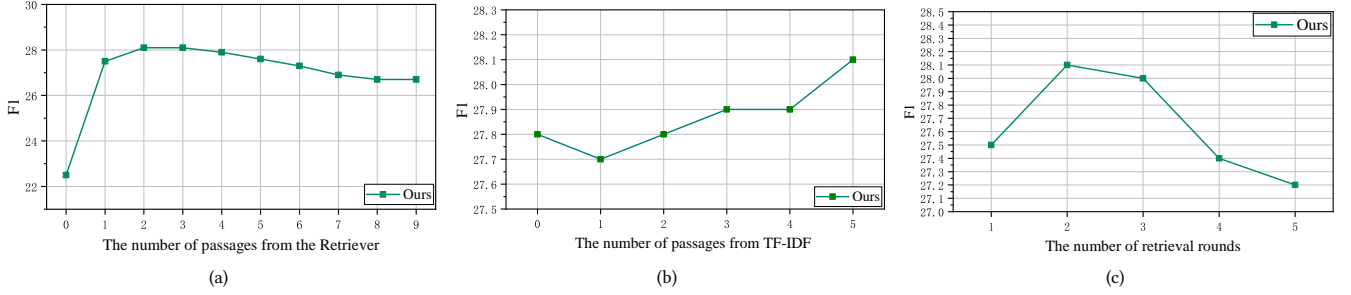 30
28
26
24
22
F1
Ours
0 1 2 3 4 5 6 7 8 9
The number of passages from the Retriever
(a)
28.3
28.2
28.1
28.0
27.9
27.8
27.7
27.6
27.5
F1
Ours
0 1 2 3 4 5
The number of passages from TF-IDF
(b)
28.5
28.4
28.3
28.2
28.1
28.0
27.9
27.8
27.7
27.6
27.5
27.4
27.3
27.2
27.1
27.0
F1
Ours
1 2 3 4 5
The number of retrieval rounds
(c)